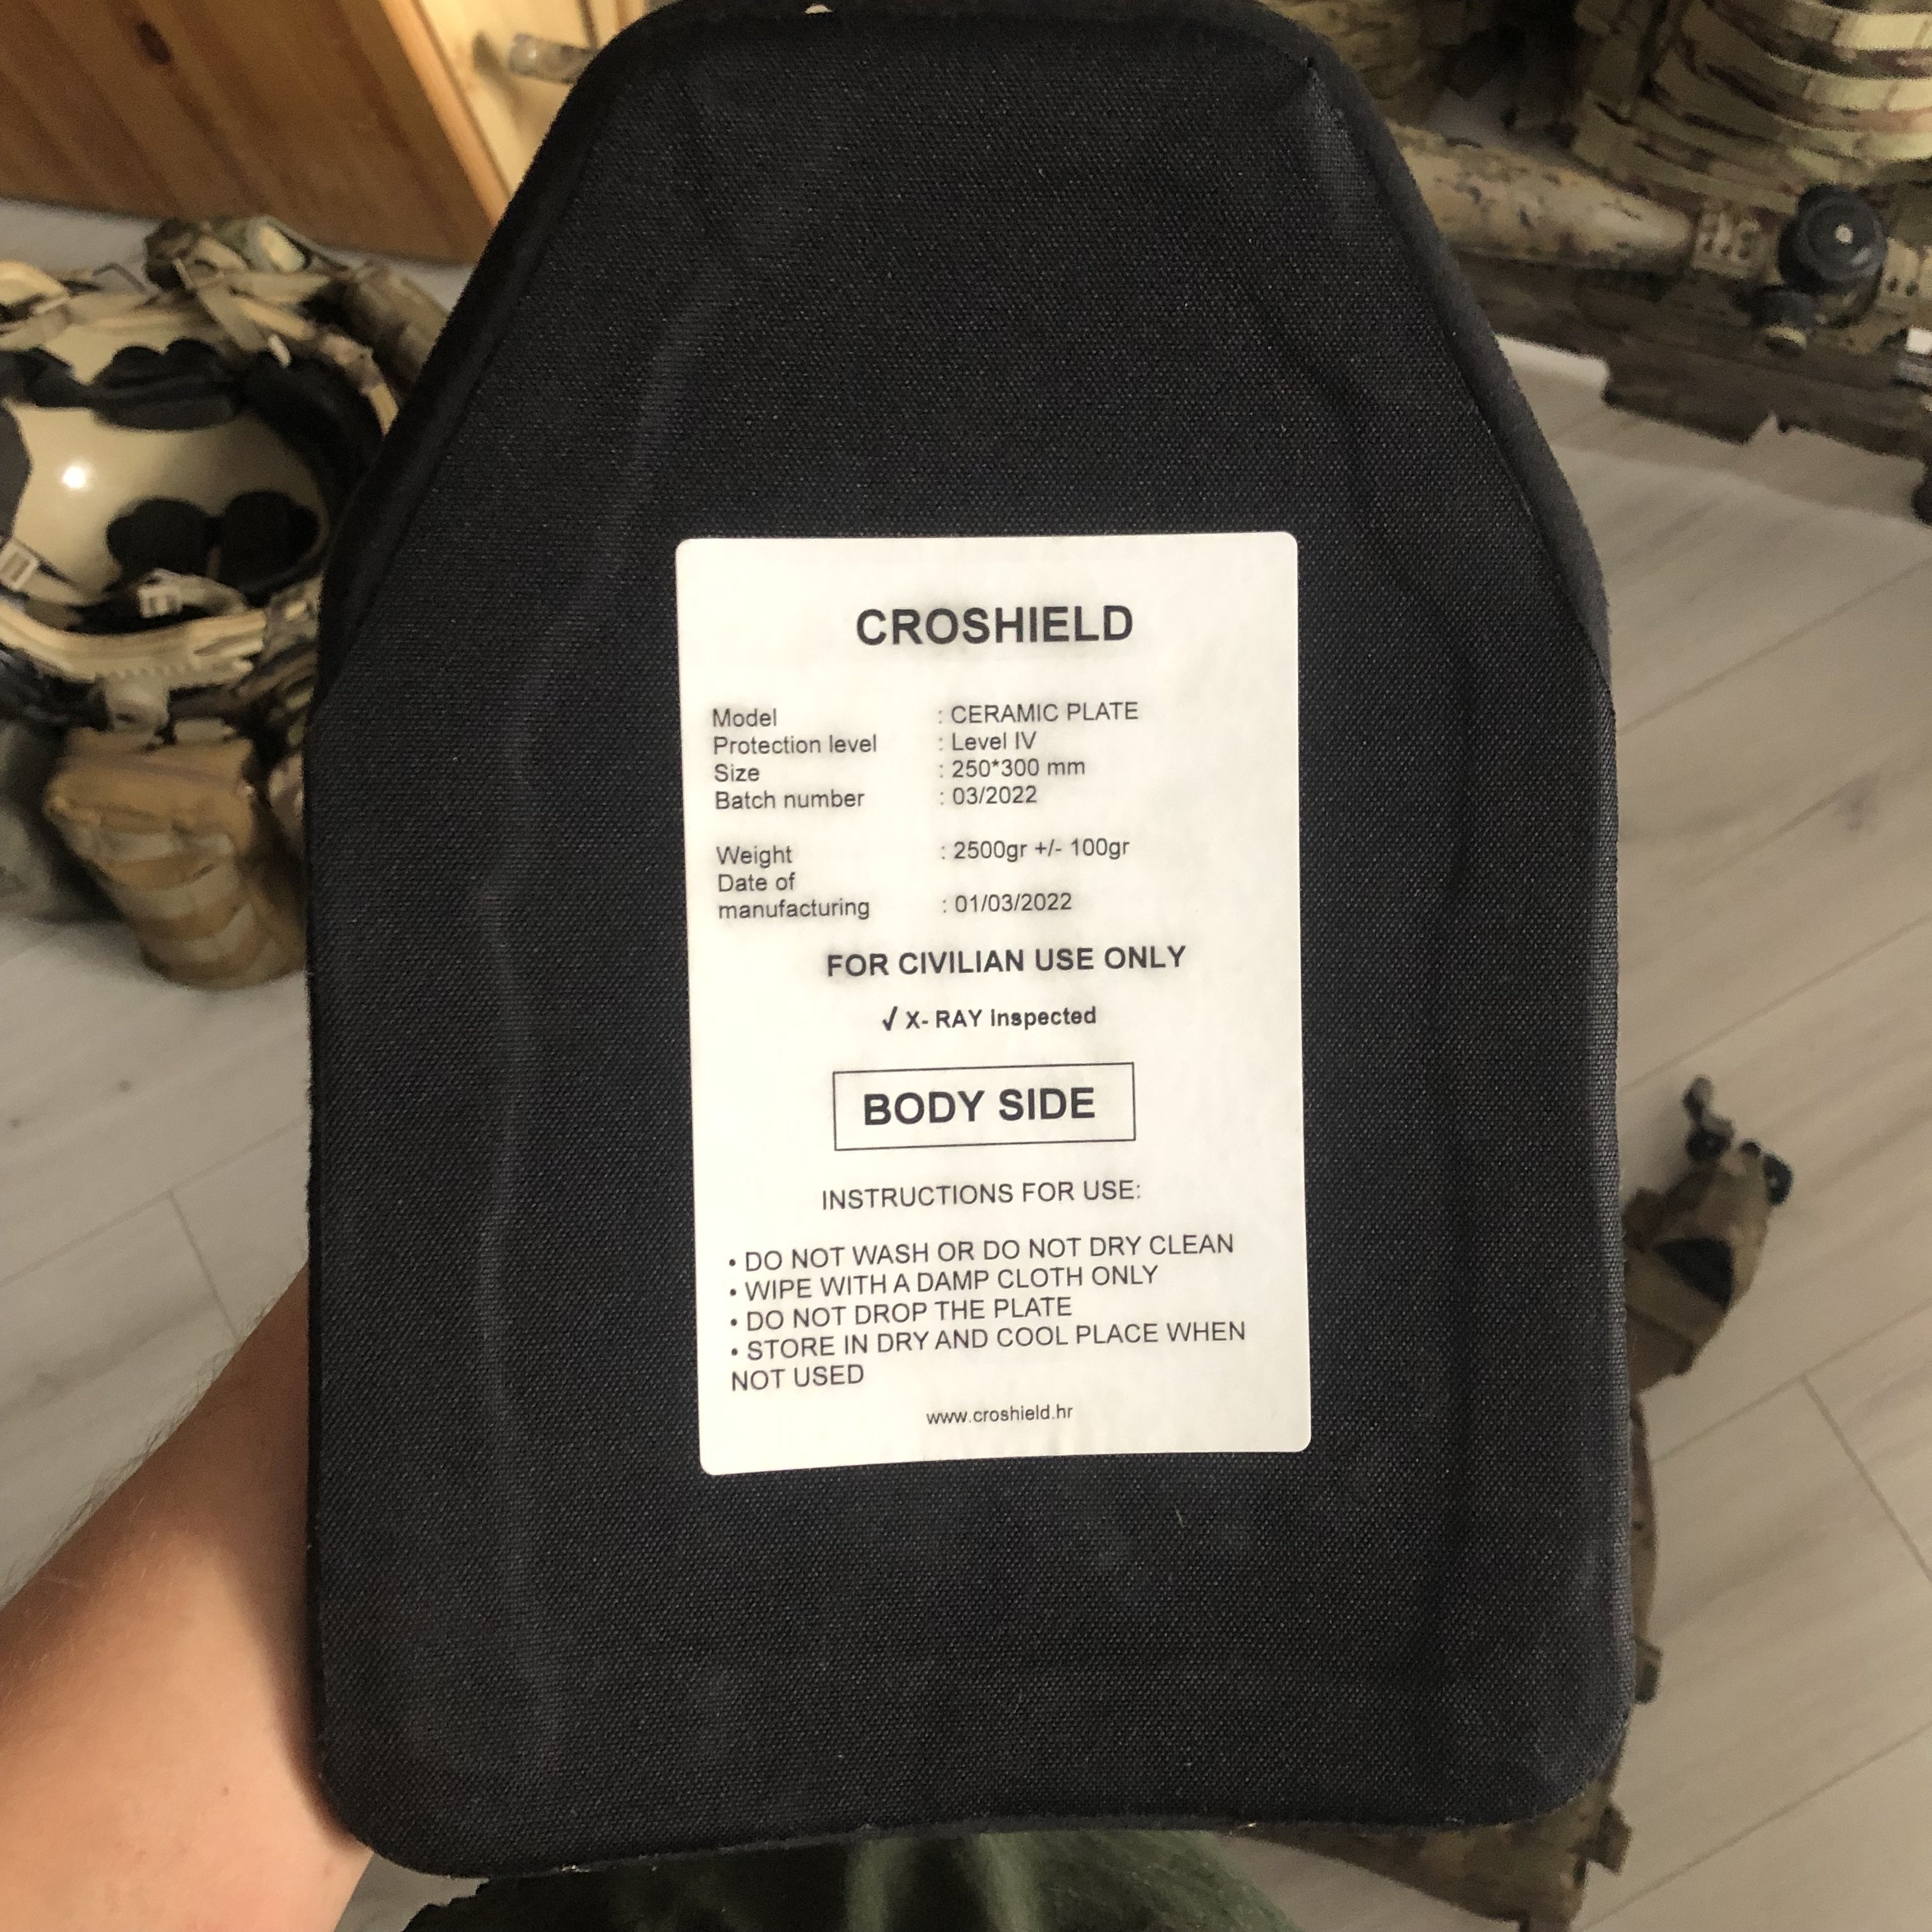 CROSHIELD
Model : CERAMIC PLATE
Protection level : Level IV
Size : 250*300 mm
Batch number : 03/2022
Weight : 2500gr +/- 100gr
Date of
manufacturing : 01/03/2022
FOR CIVILIAN USE ONLY
√ X- RAY inspected
BODY SIDE
INSTRUCTIONS FOR USE:
• DO NOT WASH OR DO NOT DRY CLEAN
• WIPE WITH A DAMP CLOTH ONLY
• DO NOT DROP THE PLATE
• STORE IN DRY AND COOL PLACE WHEN
NOT USED
www.croshield.hr